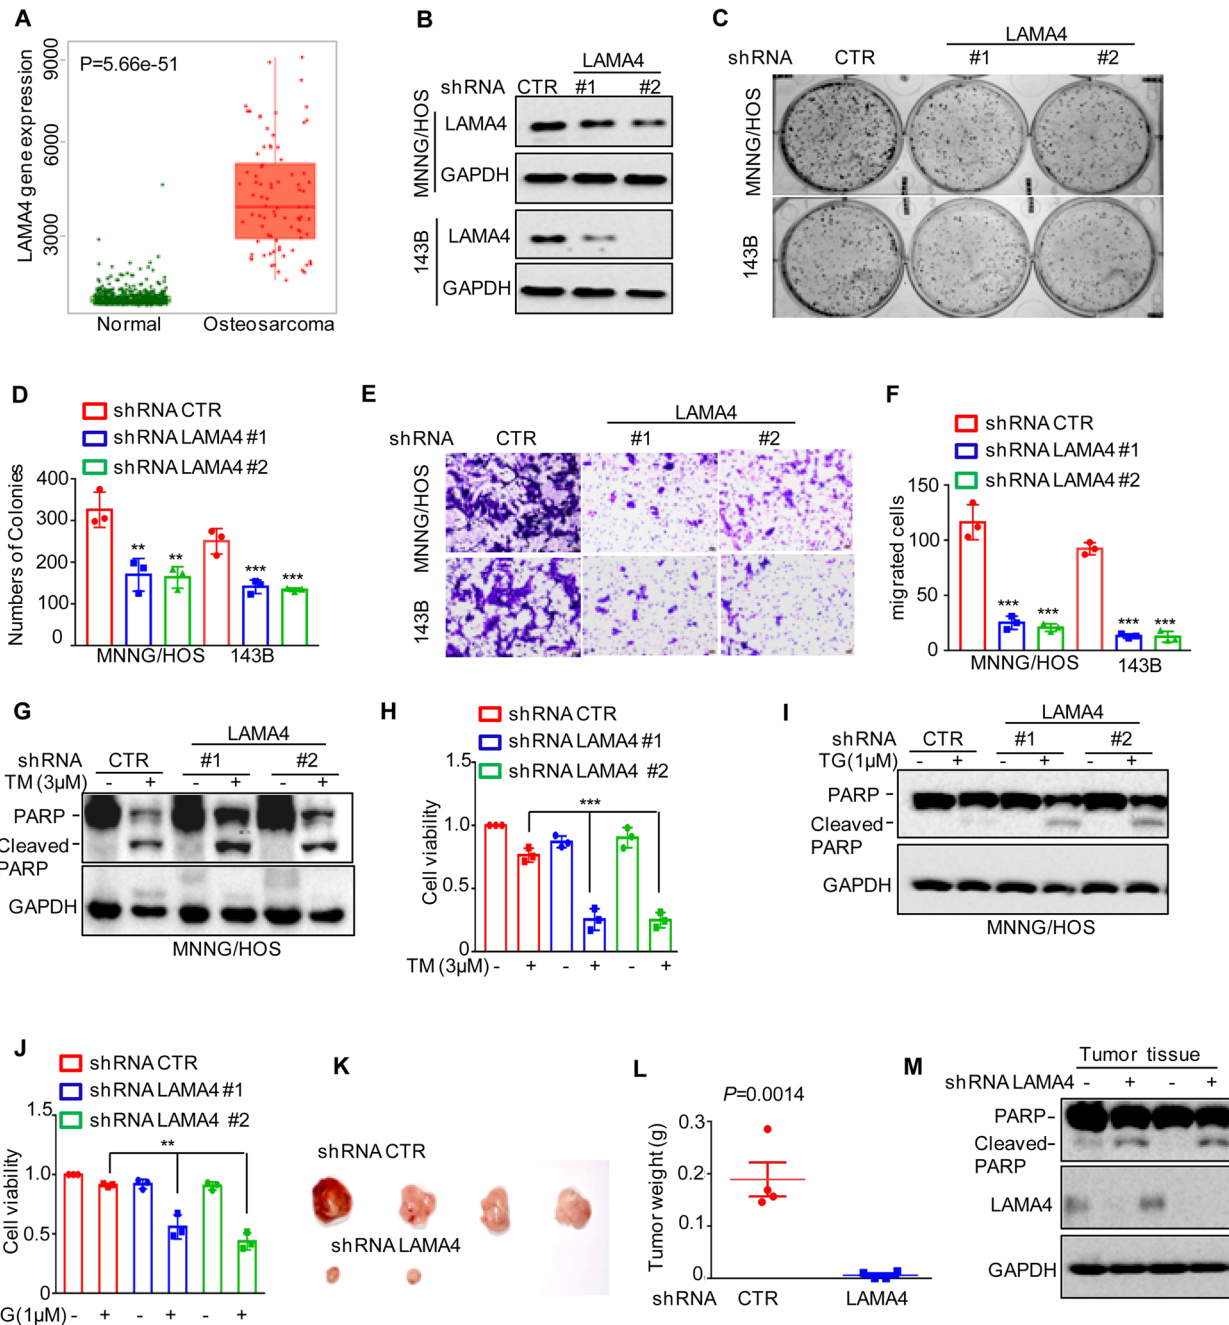 A
P=5.66e-51
LAMA4 gene expression
9000
6000
3000
Normal Osteosarcoma
B
LAMA4
shRNA CTR #1 #2
MNNG/HOS
LAMA4
GAPDH
143B
LAMA4
GAPDH
C
LAMA4
shRNA CTR #1 #2
MNNG/HOS
143B
D
shRNA CTR
shRNA LAMA4 #1
shRNA LAMA4 #2
Numbers of Colonies
400
300
200
100
0
** ** *** ***
MNNG/HOS 143B
E
LAMA4
shRNA CTR #1 #2
MNNG/HOS
143B
F
shRNA CTR
shRNA LAMA4 #1
shRNA LAMA4 #2
migrated cells
150
100
50
0
*** *** *** ***
MNNG/HOS 143B
G
LAMA4
shRNA CTR #1 #2
TM (3μM) - + - + - +
PARP -
Cleaved-
PARP
GAPDH
MNNG/HOS
H
shRNA CTR
shRNA LAMA4 #1
shRNA LAMA4 #2
Cell viability
1.5
1.0
0.5
0
***
TM (3μM) - + - + - +
I
LAMA4
shRNA CTR #1 #2
TG(1μM) - + - + - +
PARP -
Cleaved-
PARP
GAPDH
MNNG/HOS
J
shRNA CTR
shRNA LAMA4 #1
shRNA LAMA4 #2
Cell viability
1.5
1.0
0.5
0
**
G(1μM) - + - + - +
K
shRNA CTR
shRNA LAMA4
L
P=0.0014
Tumor weight (g)
0.3
0.2
0.1
0
shRNA CTR LAMA4
M
Tumor tissue
shRNA LAMA4 - + - +
PARP-
Cleaved-
PARP
LAMA4
GAPDH